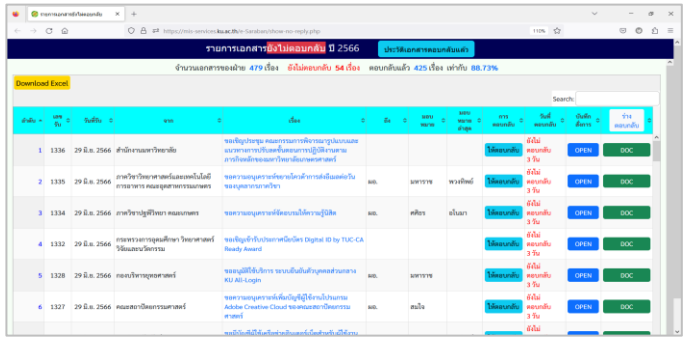 รายการเอกสารยังไม่ตอบกลับ
https://mis-services.ku.ac.th/e-Saraban/show-no-reply.php
110%
รายการเอกสารยังไม่ตอบกลับ ปี 2566 ประวัติเอกสารตอบกลับแล้ว
จำนวนเอกสารของฝ่าย 479 เรื่อง ยังไม่ตอบกลับ 54 เรื่อง ตอบกลับแล้ว 425 เรื่อง เท่ากับ 88.73%
Download Excel
Search:
ลำดับ เลขรับ วันที่รับ จาก เรื่อง ถึง มอบหมาย มอบหมายล่าสุด การตอบกลับ วันที่ตอบกลับ บันทึกสั่งการ ร่างตอบกลับ
1 1336 29 มิ.ย. 2566 สำนักงานมหาวิทยาลัย ขอเชิญประชุม คณะกรรมการพิจารณารูปแบบและ
แนวทางการปรับลดขั้นตอนการปฏิบัติงานตาม
ภารกิจหลักของมหาวิทยาลัยเกษตรศาสตร์
ให้ตอบกลับ ยังไม่ตอบกลับ 3 วัน OPEN DOC
2 1335 29 มิ.ย. 2566 ภาควิชาวิทยาศาสตร์และเทคโนโลยี
การอาหาร คณะอุตสาหกรรมเกษตร
ขอความอนุเคราะห์ขยายโควต้าการส่งอีเมลต่อวัน
ของบุคลากรภาควิชา
ผอ. มหาราช พวงทิพย์ ให้ตอบกลับ ยังไม่ตอบกลับ 3 วัน OPEN DOC
3 1334 29 มิ.ย. 2566 ภาควิชาปฐพีวิทยา คณะเกษตร ขอความอนุเคราะห์จัดอบรมให้ความรู้นิสิต ผอ. ศศิธร ให้ตอบกลับ ยังไม่ตอบกลับ 3 วัน OPEN DOC
4 1332 29 มิ.ย. 2566 กระทรวงการอุดมศึกษา วิทยาศาสตร์
วิจัยและนวัตกรรม
ขอเชิญเข้ารับประกาศนียบัตร Digital ID by TUC-CA
Ready Award
ให้ตอบกลับ ยังไม่ตอบกลับ 3 วัน OPEN DOC
5 1328 29 มิ.ย. 2566 กองบริหารยุทธศาสตร์ ขออนุมัติใช้บริการ ระบบยืนยันตัวบุคคลส่วนกลาง
KU All-Login
ผอ. มหาราช ให้ตอบกลับ ยังไม่ตอบกลับ 3 วัน OPEN DOC
6 1327 29 มิ.ย. 2566 คณะสถาปัตยกรรมศาสตร์ ขอความอนุเคราะห์เพิ่มบัญชีผู้ใช้งานโปรแกรม
Adobe Creative Cloud ของคณะสถาปัตยกรรม
ศาสตร์
ผอ. สมใจ ให้ตอบกลับ ยังไม่ตอบกลับ 3 วัน OPEN DOC